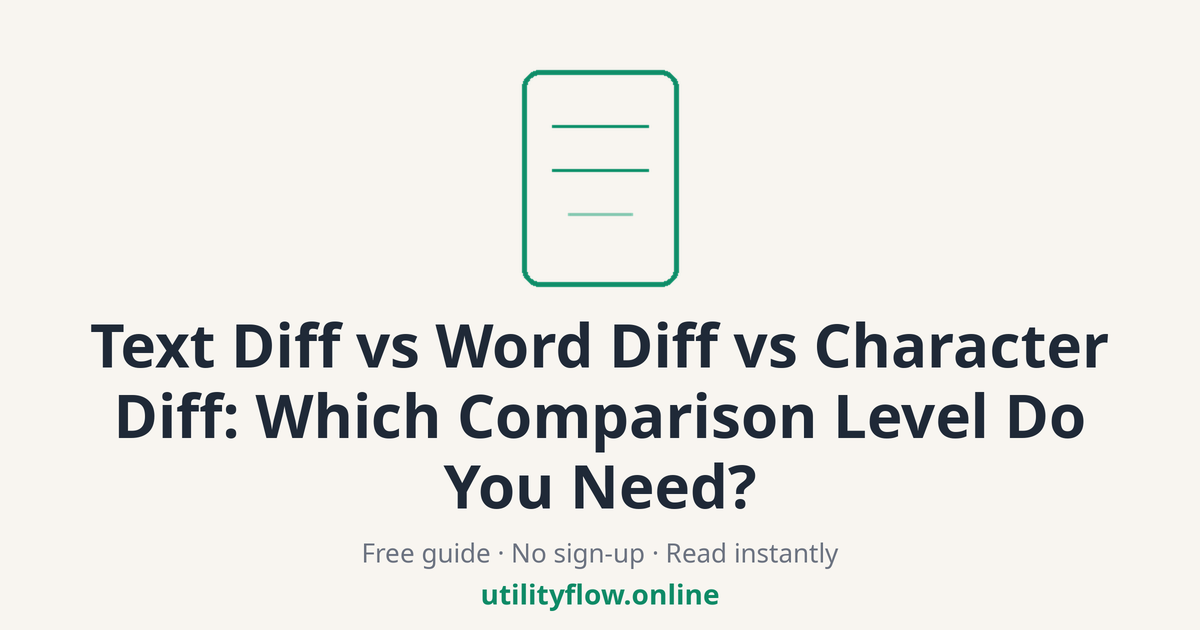 Text Diff vs Word Diff vs Character
Diff: Which Comparison Level Do
You Need?
Free guide · No sign-up · Read instantly
utilityflow.online